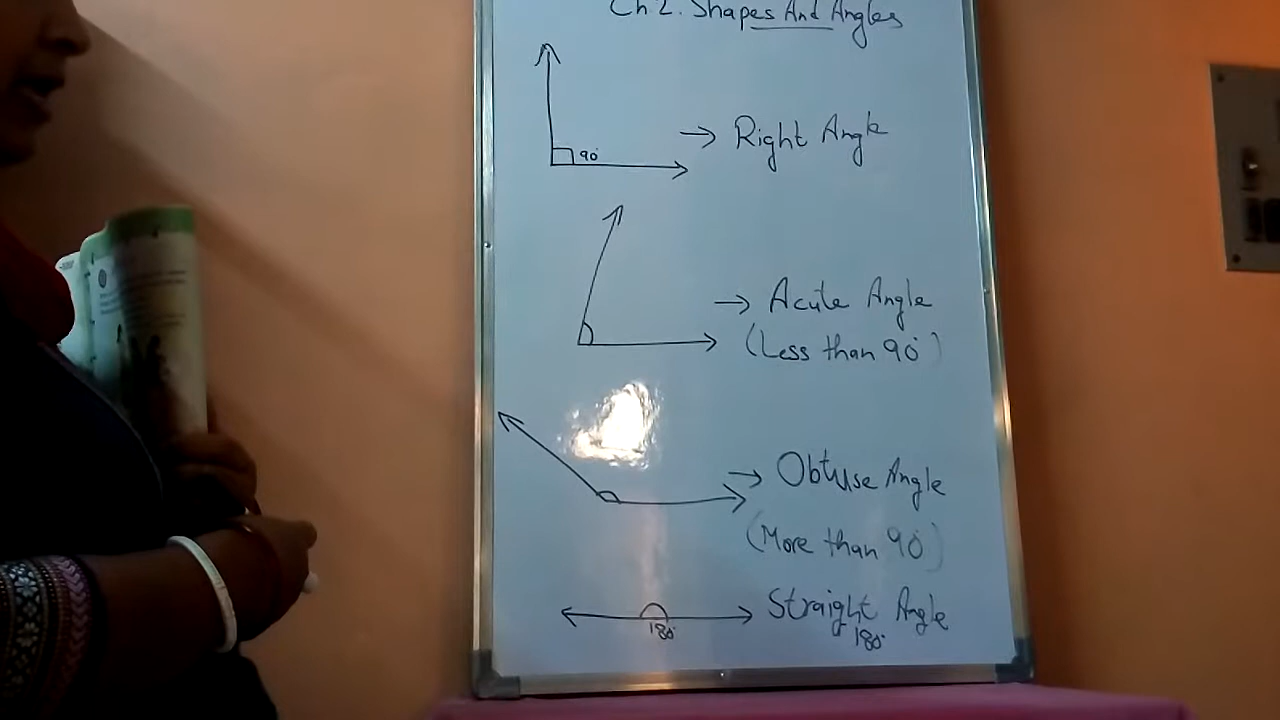 Ch 2. Shapes And Angles
90°
→ Right Angle
→ Acute Angle
(Less than 90°)
→ Obtuse Angle
(More than 90°)
Straight Angle
180°
180°